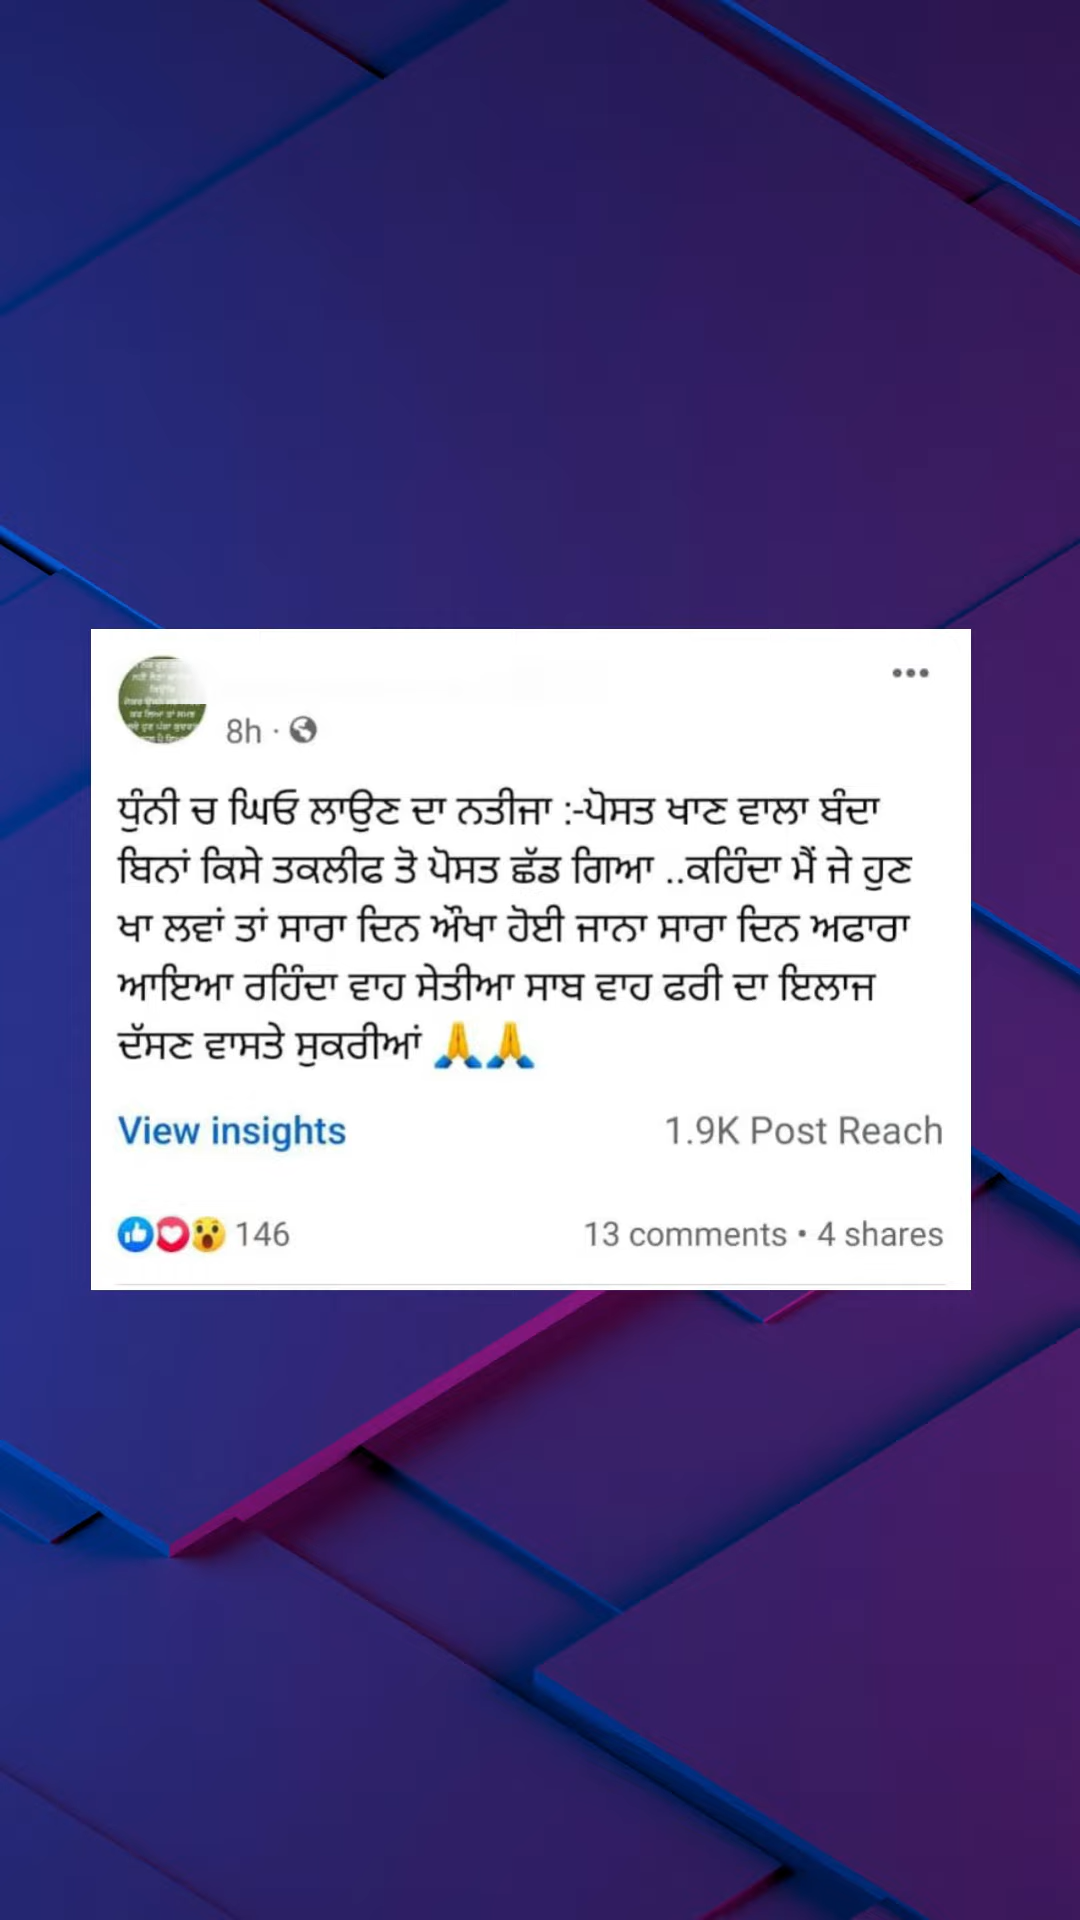 8h ·
ਧੁੰਨੀ ਚ ਘਿਓ ਲਾਉਣ ਦਾ ਨਤੀਜਾ :-ਪੋਸਤ ਖਾਣ ਵਾਲਾ ਬੰਦਾ
ਬਿਨਾਂ ਕਿਸੇ ਤਕਲੀਫ ਤੋ ਪੋਸਤ ਛੱਡ ਗਿਆ ..ਕਹਿੰਦਾ ਮੈਂ ਜੇ ਹੁਣ
ਖਾ ਲਵਾਂ ਤਾਂ ਸਾਰਾ ਦਿਨ ਔਖਾ ਹੋਈ ਜਾਨਾ ਸਾਰਾ ਦਿਨ ਅਫਾਰਾ
ਆਇਆ ਰਹਿੰਦਾ ਵਾਹ ਸੇਤੀਆ ਸਾਬ ਵਾਹ ਫਰੀ ਦਾ ਇਲਾਜ
ਦੱਸਣ ਵਾਸਤੇ ਸੁਕਰੀਆਂ 🙏🙏
View insights 1.9K Post Reach
146 13 comments • 4 shares